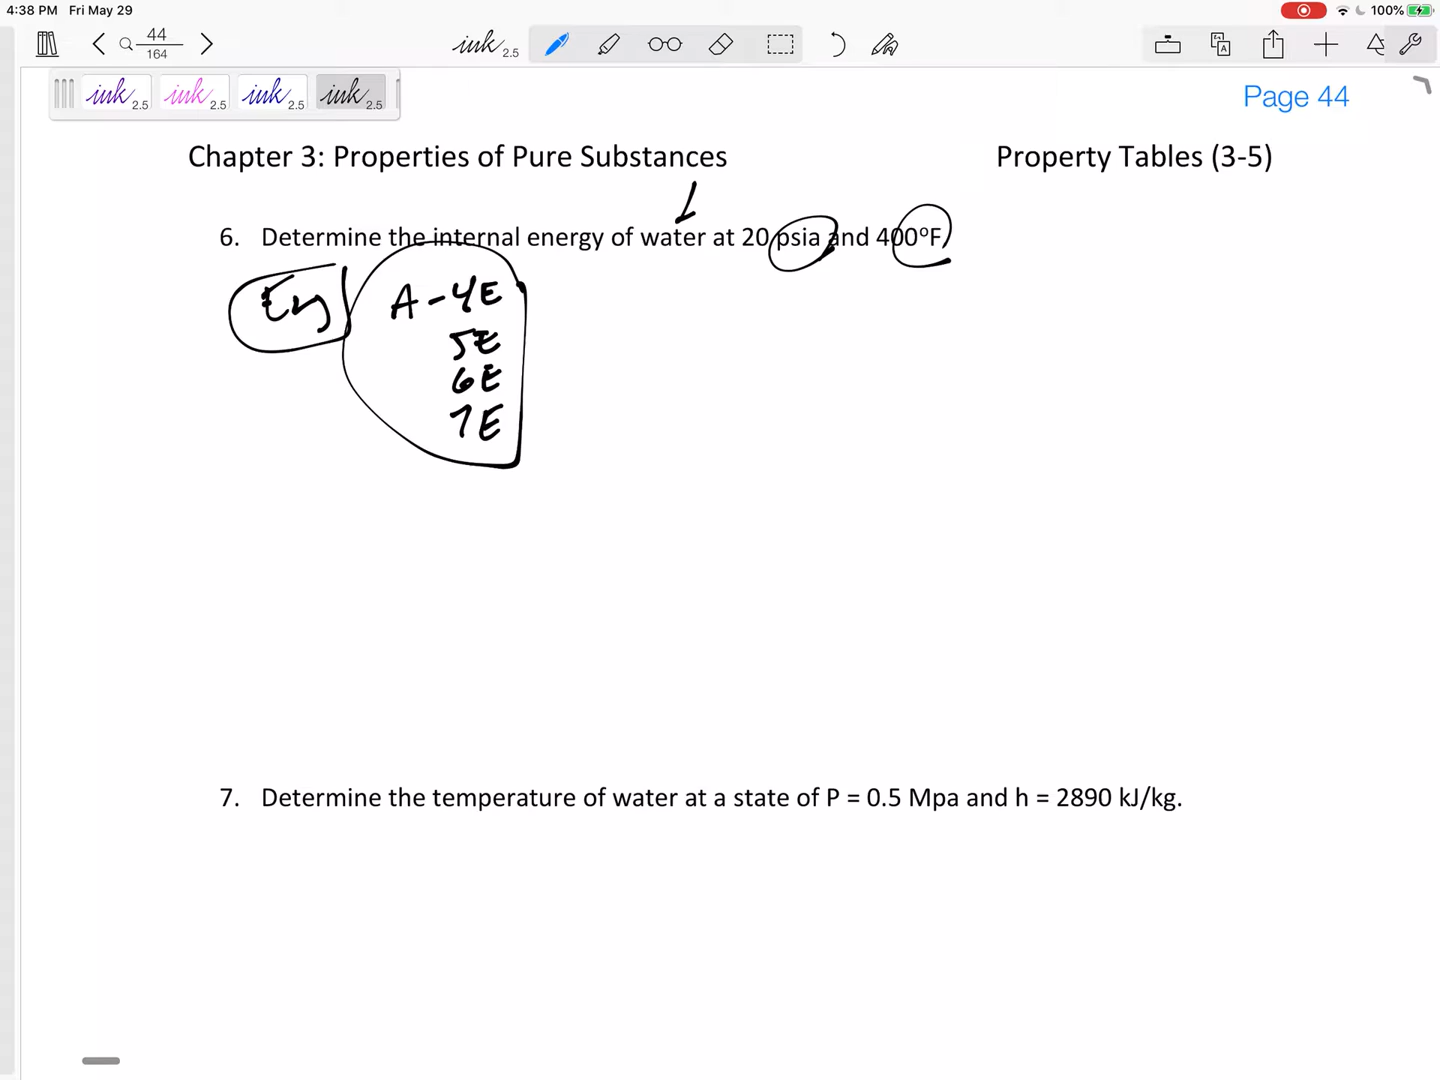 4:38 PM Fri May 29
100%
44
164
ink 2.5
ink 2.5 ink 2.5 ink 2.5 ink 2.5
Page 44
Chapter 3: Properties of Pure Substances Property Tables (3-5)
6. Determine the internal energy of water at 20 psia and 400°F.
Eng A-4E
5E
6E
7E
7. Determine the temperature of water at a state of P = 0.5 Mpa and h = 2890 kJ/kg.